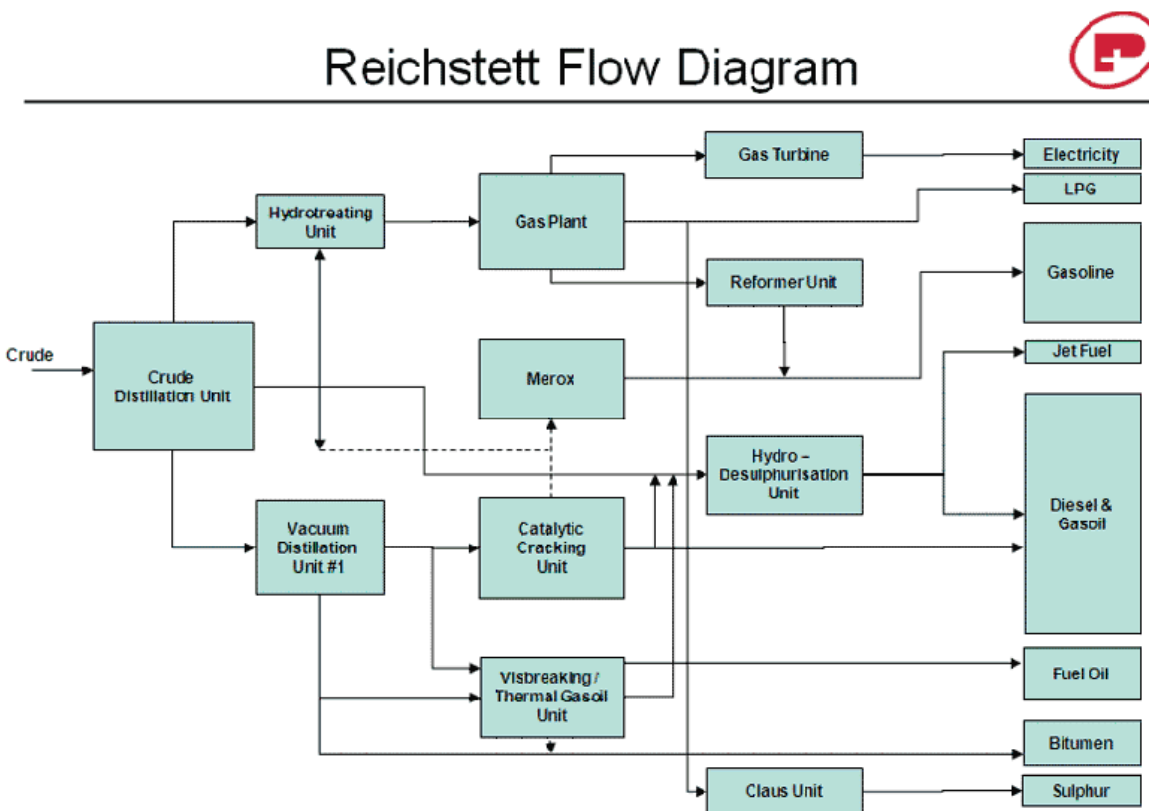 Reichstett Flow Diagram
Gas Turbine
Electricity
LPG
Hydrotreating
Unit
Gas Plant
Gasoline
Reformer Unit
Crude
Crude
Distillation Unit
Merox
Jet Fuel
Hydro –
Desulphurisation
Unit
Diesel &
Gasoil
Vacuum
Distillation
Unit #1
Catalytic
Cracking
Unit
Visbreaking /
Thermal Gasoil
Unit
Fuel Oil
Bitumen
Claus Unit
Sulphur